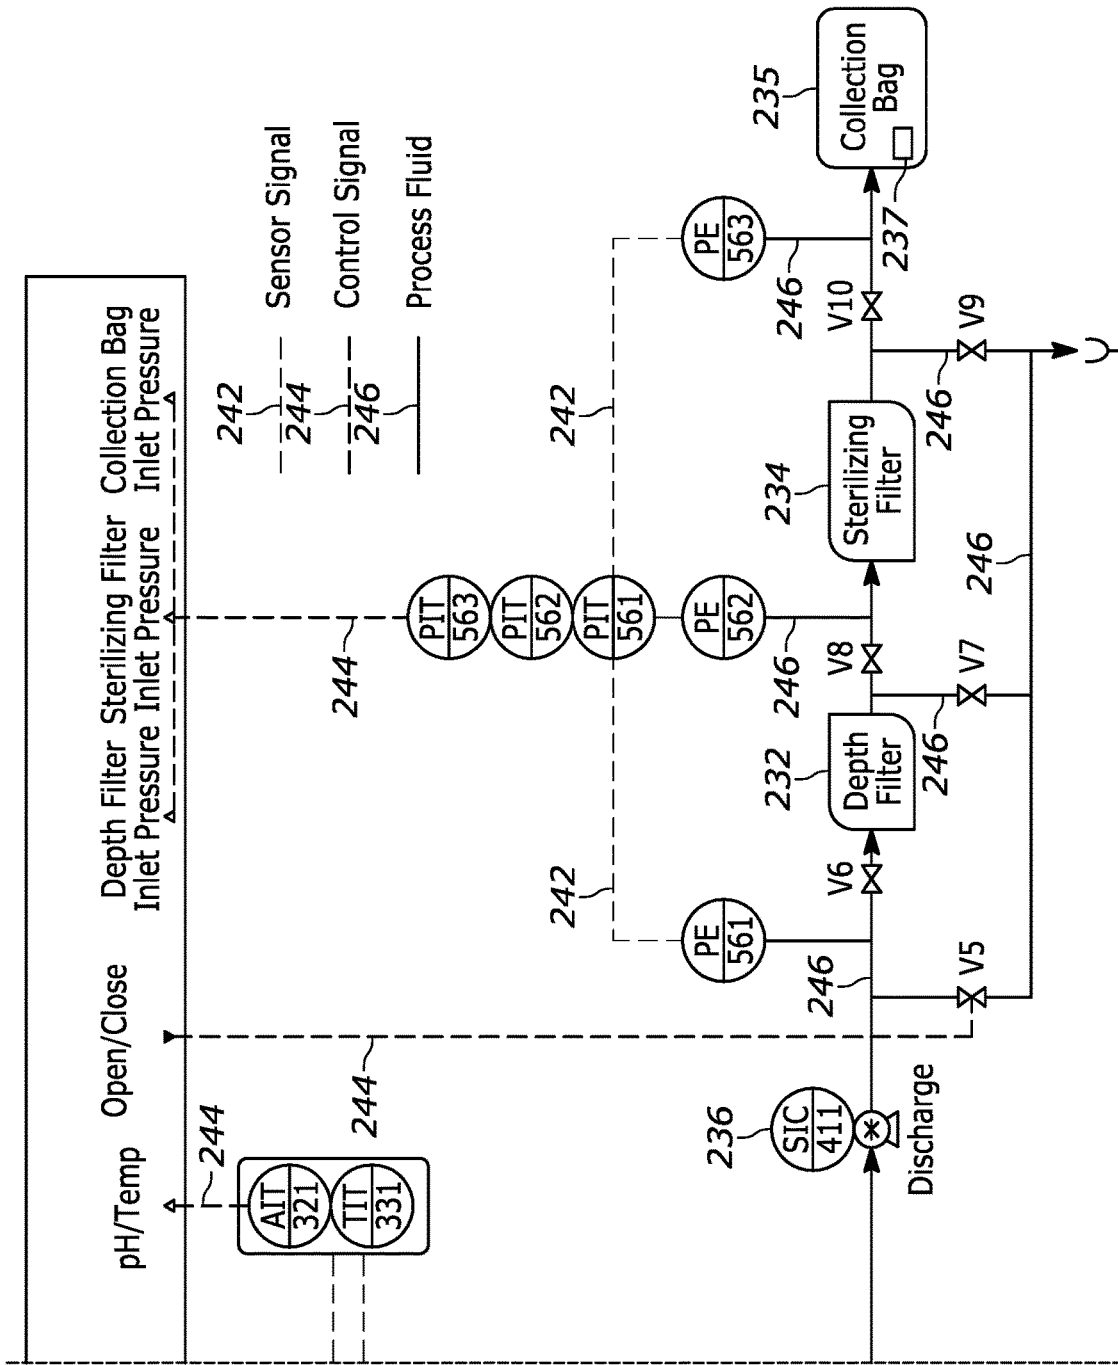 pH/Temp
Open/Close
Depth Filter
Inlet Pressure
Sterilizing Filter
Inlet Pressure
Collection Bag
Inlet Pressure
244
AIT
321
TIT
331
244
244
PIT
563
PIT
562
PIT
561
242
Sensor Signal
244
Control Signal
246
Process Fluid
242
242
PE
561
PE
562
PE
563
246
246
246
236
SIC
411
Discharge
V5
V6
232
Depth
Filter
246
V7
V8
234
Sterilizing
Filter
246
246
V9
V10
235
Collection
Bag
237